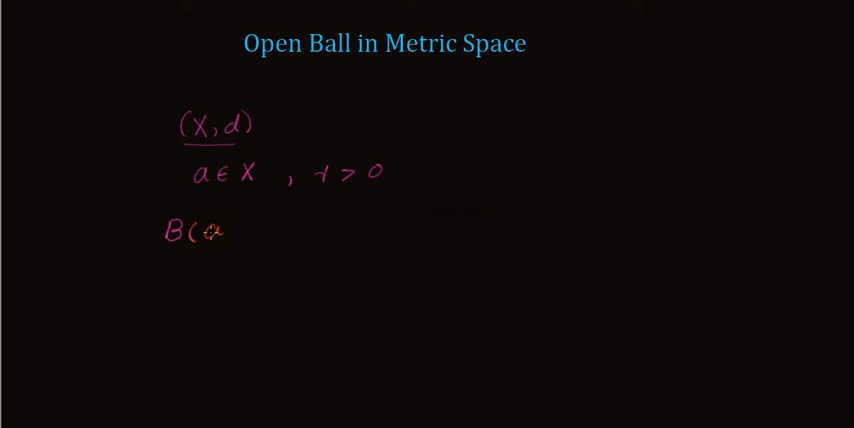 Open Ball in Metric Space
(X, d)
a ∈ X , r > 0
B( a